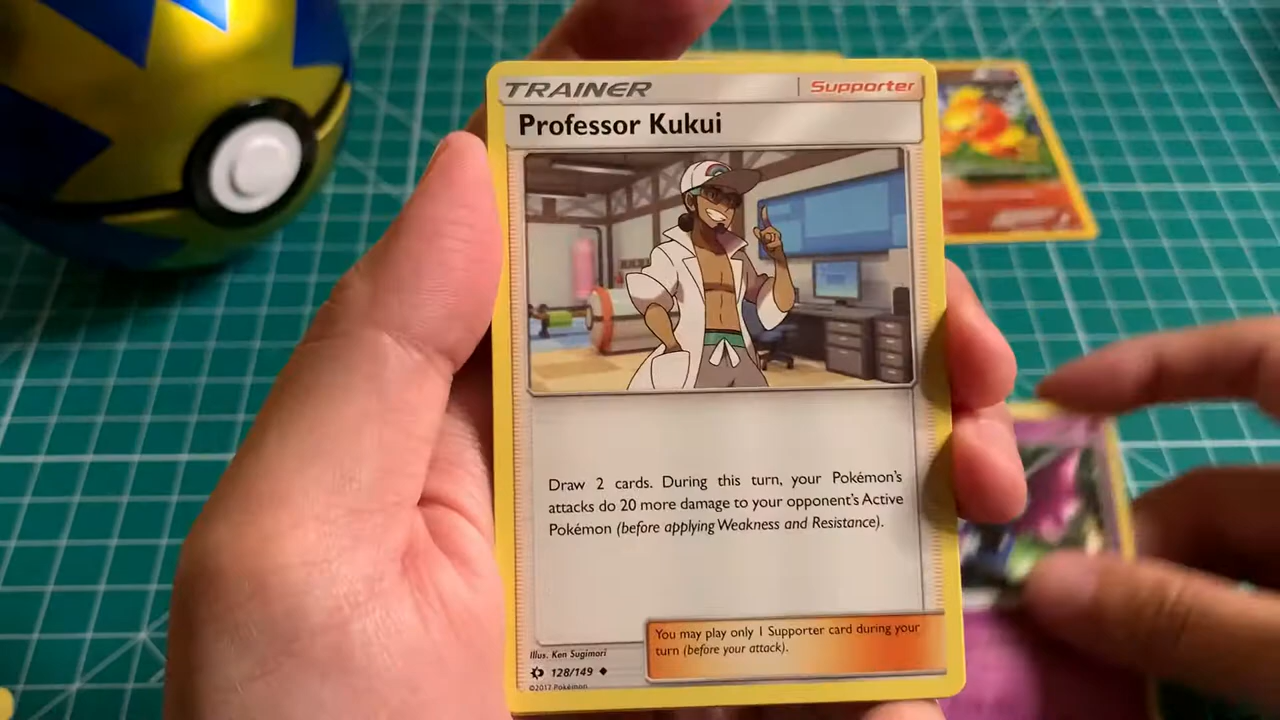 TRAINER Supporter
Professor Kukui
Draw 2 cards. During this turn, your Pokémon's
attacks do 20 more damage to your opponent's Active
Pokémon (before applying Weakness and Resistance).
You may play only 1 Supporter card during your
turn (before your attack).
Illus. Ken Sugimori
128/149
©2017 Pokémon